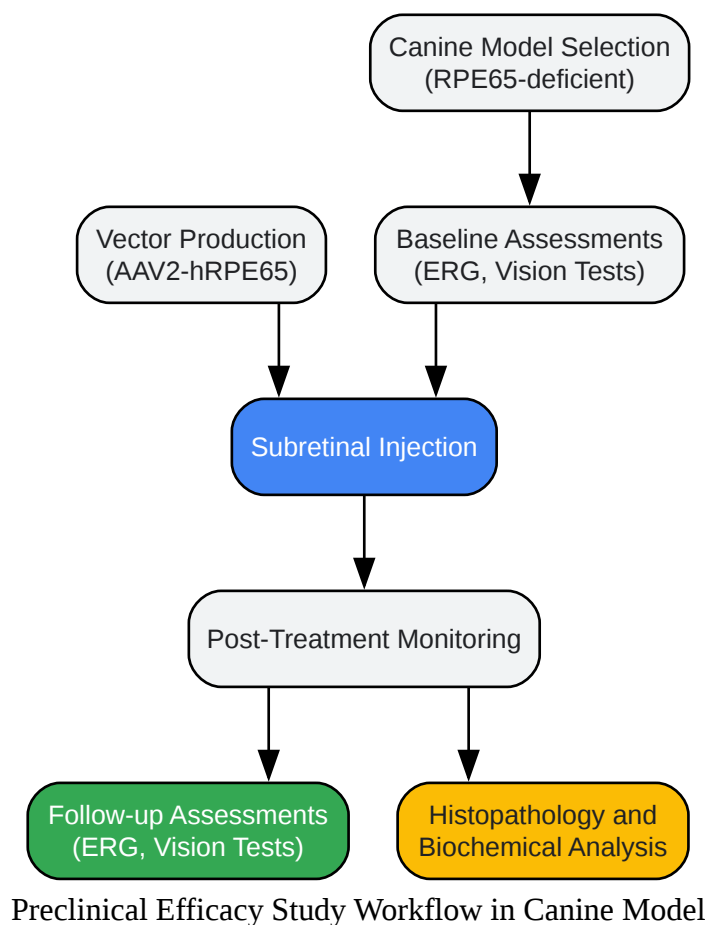 Canine Model Selection
(RPE65-deficient)
Vector Production
(AAV2-hRPE65)
Baseline Assessments
(ERG, Vision Tests)
Subretinal Injection
Post-Treatment Monitoring
Follow-up Assessments
(ERG, Vision Tests)
Histopathology and
Biochemical Analysis
Preclinical Efficacy Study Workflow in Canine Model